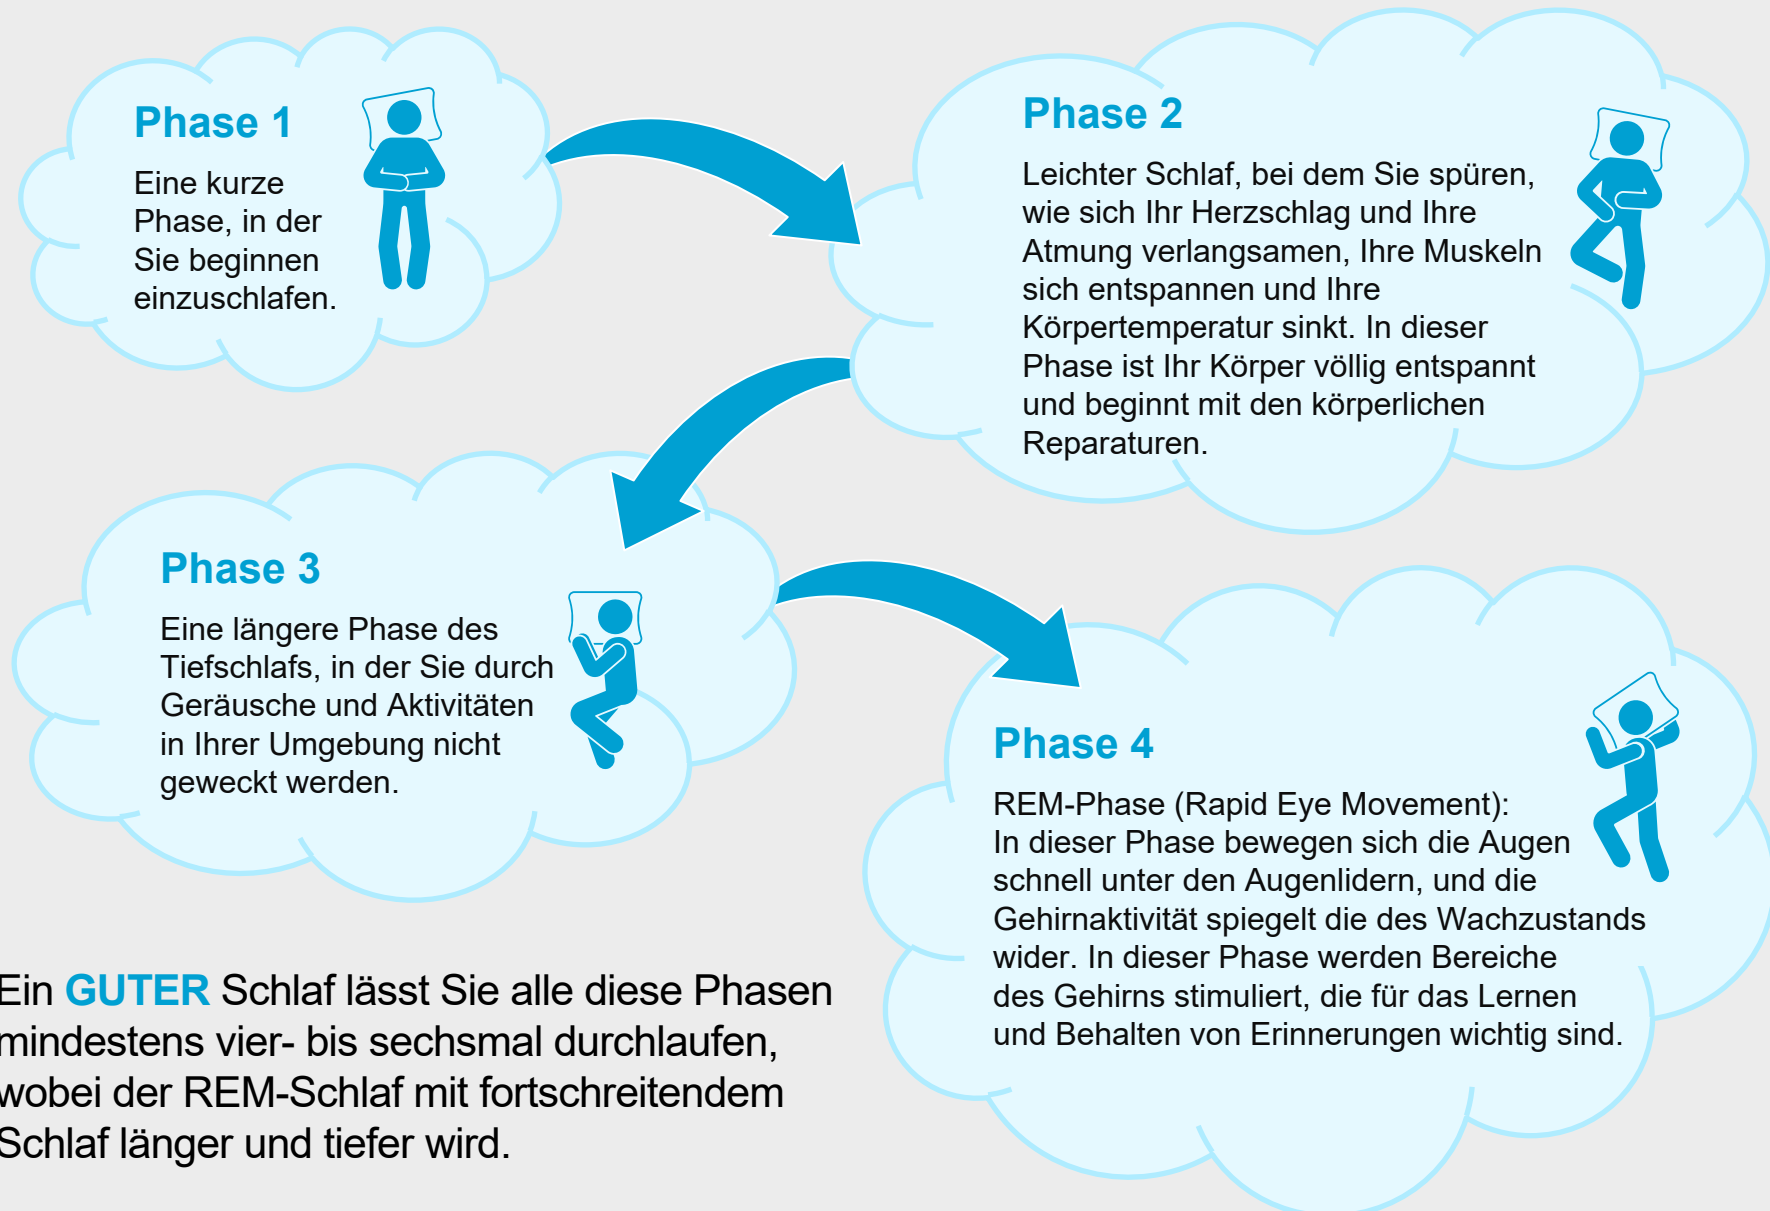 Phase 1
Eine kurze
Phase, in der
Sie beginnen
einzuschlafen.
Phase 2
Leichter Schlaf, bei dem Sie spüren,
wie sich Ihr Herzschlag und Ihre
Atmung verlangsamen, Ihre Muskeln
sich entspannen und Ihre
Körpertemperatur sinkt. In dieser
Phase ist Ihr Körper völlig entspannt
und beginnt mit den körperlichen
Reparaturen.
Phase 3
Eine längere Phase des
Tiefschlafs, in der Sie durch
Geräusche und Aktivitäten
in Ihrer Umgebung nicht
geweckt werden.
Phase 4
REM-Phase (Rapid Eye Movement):
In dieser Phase bewegen sich die Augen
schnell unter den Augenlidern, und die
Gehirnaktivität spiegelt die des Wachzustands
wider. In dieser Phase werden Bereiche
des Gehirns stimuliert, die für das Lernen
und Behalten von Erinnerungen wichtig sind.
Ein GUTER Schlaf lässt Sie alle diese Phasen
mindestens vier- bis sechsmal durchlaufen,
wobei der REM-Schlaf mit fortschreitendem
Schlaf länger und tiefer wird.